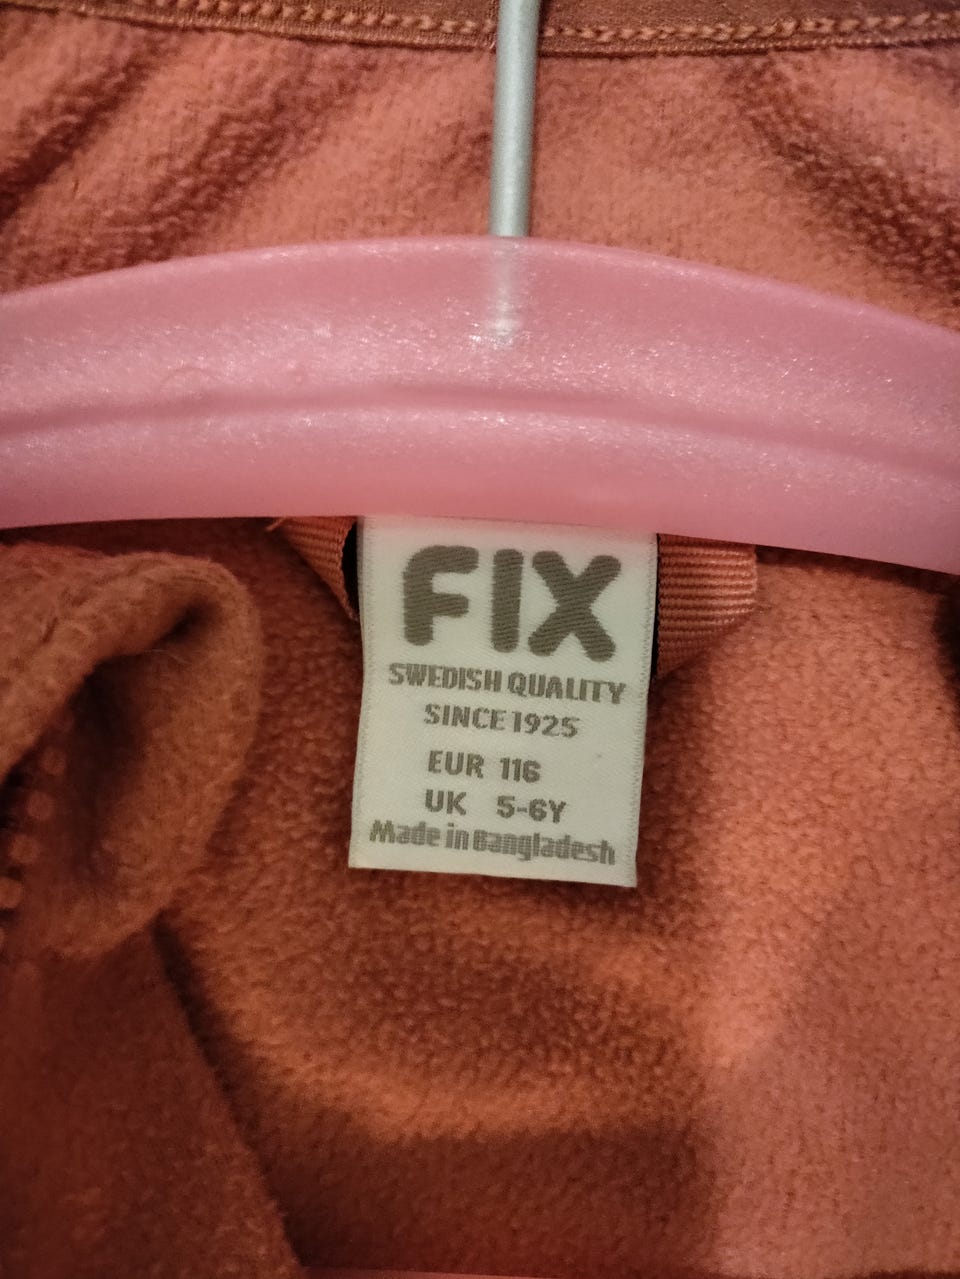 FIX
SWEDISH QUALITY
SINCE 1925
EUR 116
UK 5-6Y
Made in Bangladesh